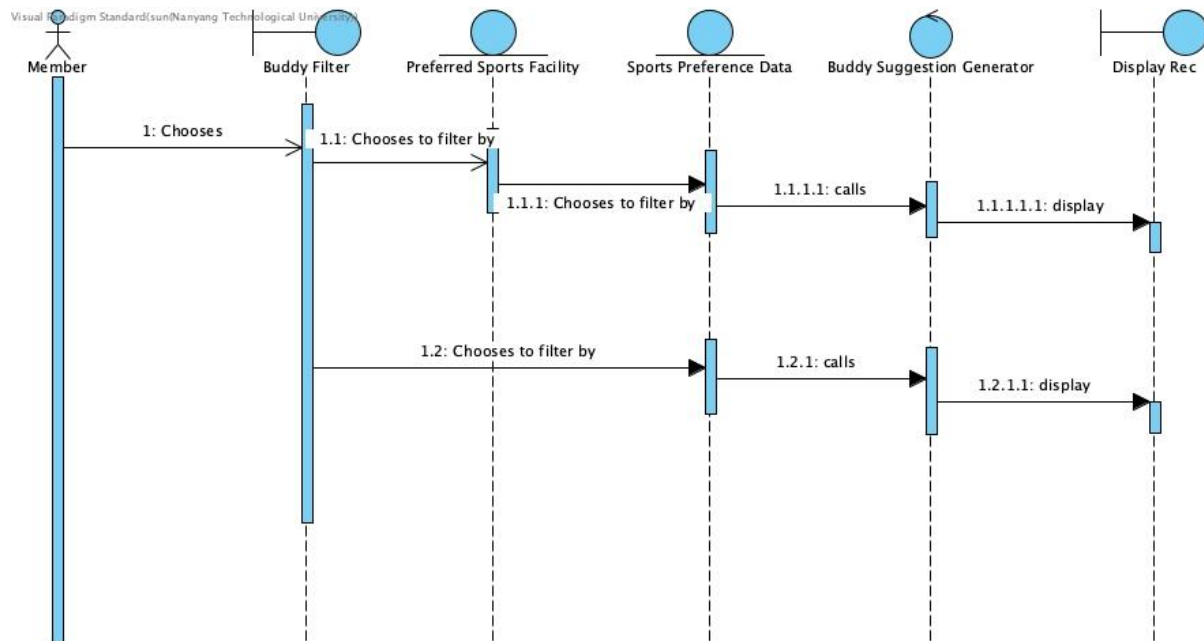 Visual Paradigm Standard(sun(Nanyang Technological University))
Member
Buddy Filter
Preferred Sports Facility
Sports Preference Data
Buddy Suggestion Generator
Display Rec
1: Chooses
1.1: Chooses to filter by
1.1.1: Chooses to filter by
1.1.1.1: calls
1.1.1.1.1: display
1.2: Chooses to filter by
1.2.1: calls
1.2.1.1: display